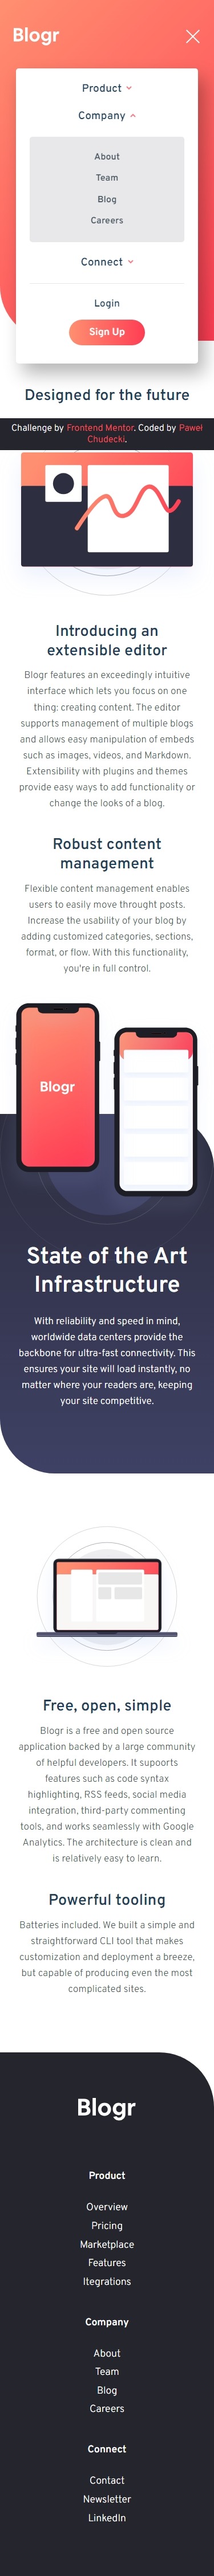 Blogr
Product
Company
About
Team
Blog
Careers
Connect
Login
Sign Up
Designed for the future
Challenge by Frontend Mentor. Coded by Paweł
Chudecki.
Introducing an
extensible editor
Blogr features an exceedingly intuitive
interface which lets you focus on one
thing: creating content. The editor
supports management of multiple blogs
and allows easy manipulation of embeds
such as images, videos, and Markdown.
Extensibility with plugins and themes
provide easy ways to add functionality or
change the looks of a blog.
Robust content
management
Flexible content management enables
users to easily move throught posts.
Increase the usability of your blog by
adding customized categories, sections,
format, or flow. With this functionality,
you're in full control.
Blogr
State of the Art
Infrastructure
With reliability and speed in mind,
worldwide data centers provide the
backbone for ultra-fast connectivity. This
ensures your site will load instantly, no
matter where your readers are, keeping
your site competitive.
Free, open, simple
Blogr is a free and open source
application backed by a large community
of helpful developers. It supoorts
features such as code syntax
highlighting, RSS feeds, social media
integration, third-party commenting
tools, and works seamlessly with Google
Analytics. The architecture is clean and
is relatively easy to learn.
Powerful tooling
Batteries included. We built a simple and
straightforward CLI tool that makes
customization and deployment a breeze,
but capable of producing even the most
complicated sites.
Blogr
Product
Overview
Pricing
Marketplace
Features
Itegrations
Company
About
Team
Blog
Careers
Connect
Contact
Newsletter
LinkedIn